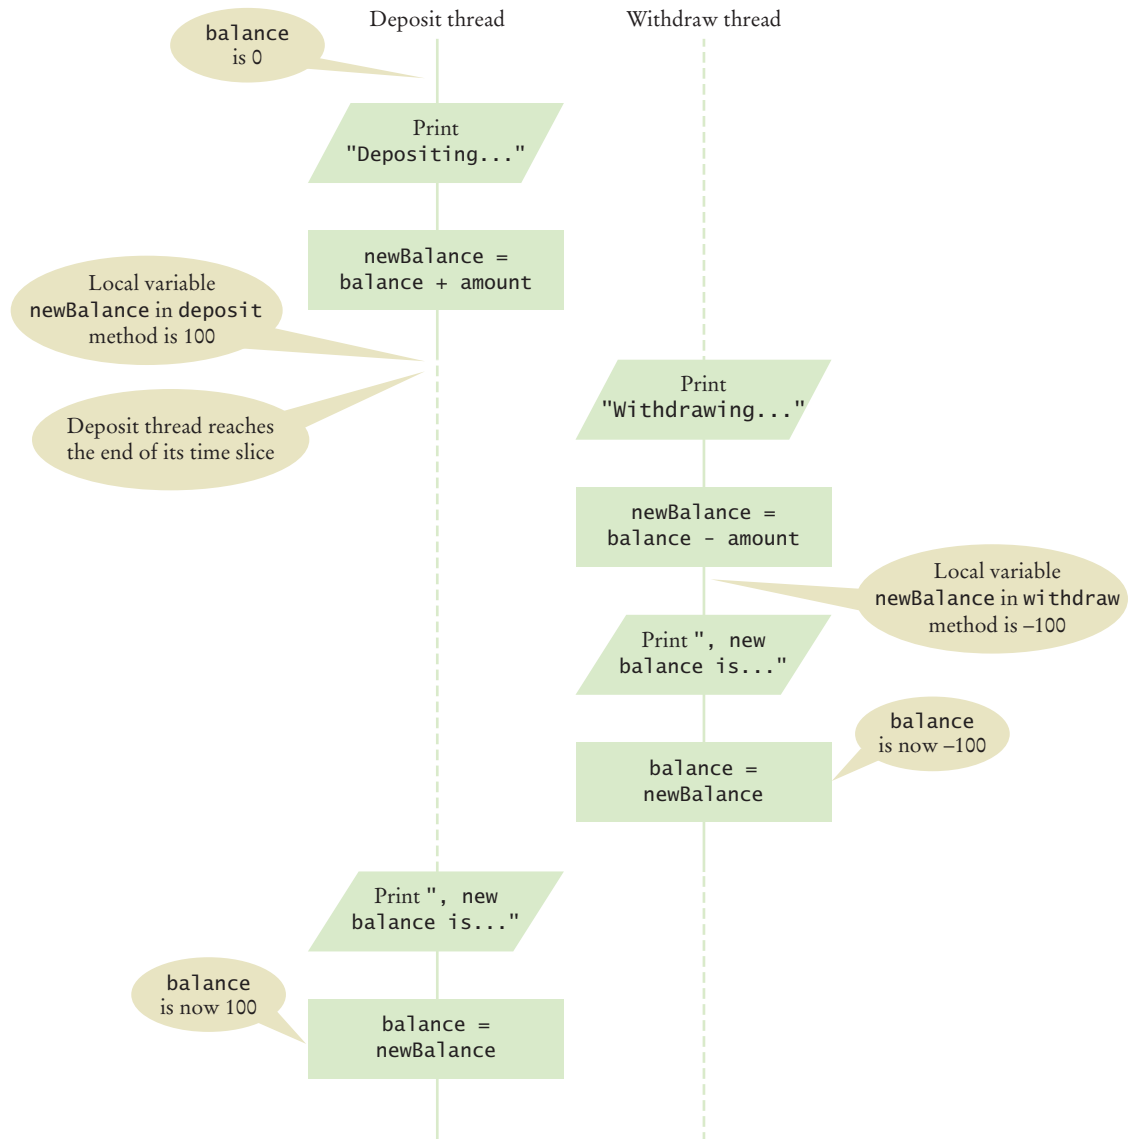 Deposit thread
Withdraw thread
balance
is 0
Print
"Depositing..."
newBalance =
balance + amount
Local variable
newBalance in deposit
method is 100
Deposit thread reaches
the end of its time slice
Print
"Withdrawing..."
newBalance =
balance - amount
Local variable
newBalance in withdraw
method is –100
Print ", new
balance is..."
balance
is now –100
balance =
newBalance
Print ", new
balance is..."
balance
is now 100
balance =
newBalance